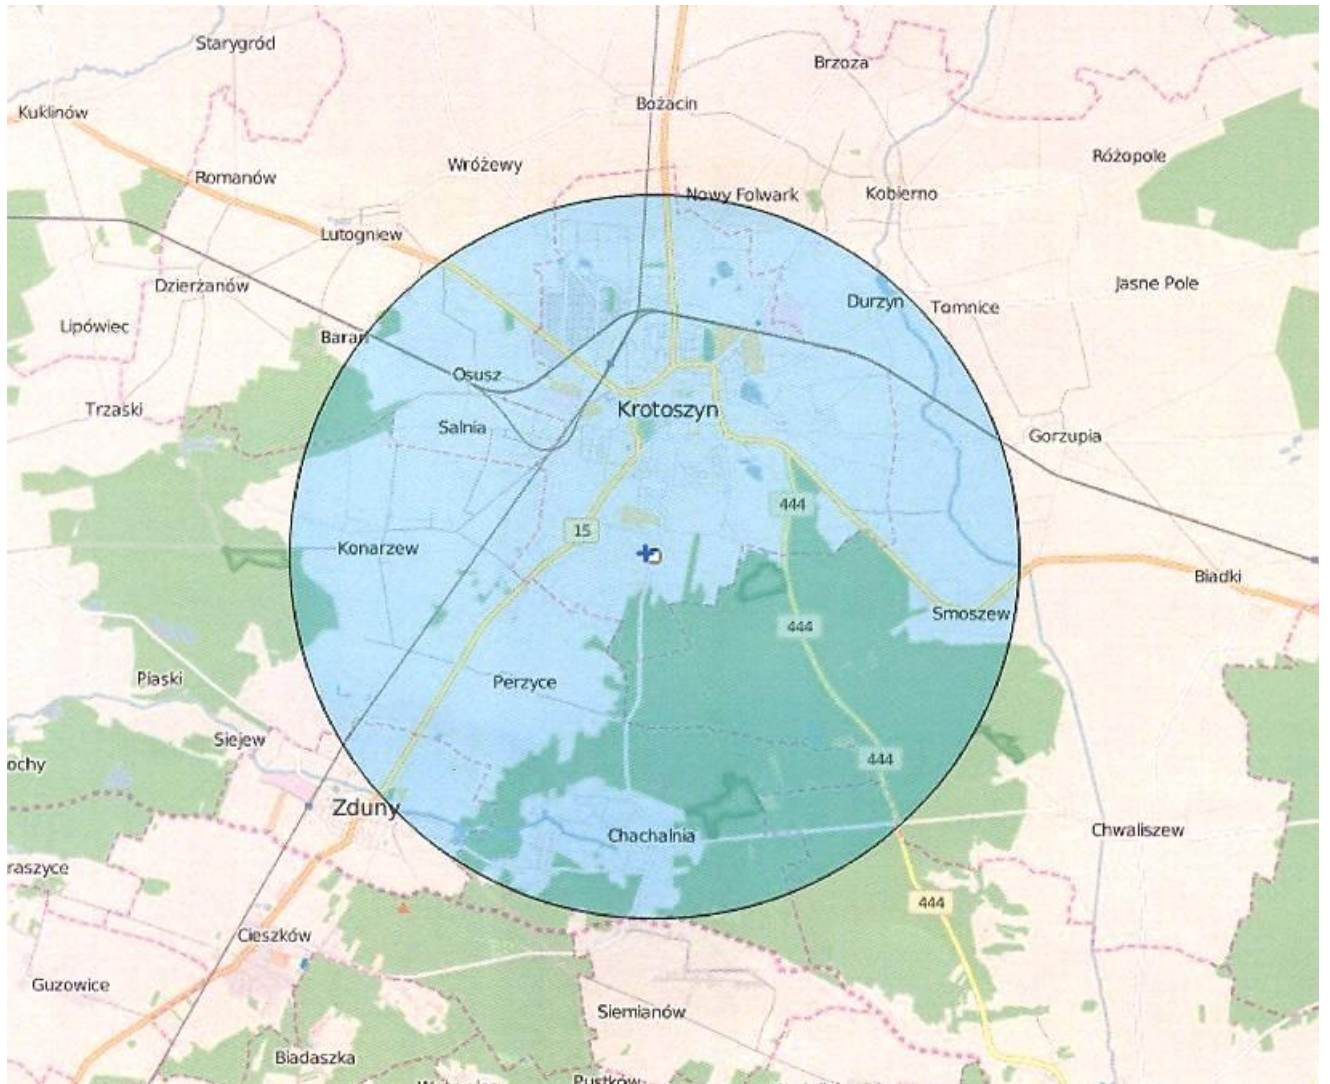 Starygród
Brzoza
Bożacin
Kuklinów
Różopole
Wróżewy
Romanów
Nowy Folwark
Kobierno
Lutogniew
Dzierżanów
Jasne Pole
Durzyn
Tomnice
Lipówiec
Baran
Osusz
Trzaski
Krotoszyn
Salnia
Gorzupia
444
15
Konarzew
Biadki
Smoszew
444
Piaski
Perzyce
Siejew
444
ochy
Zduny
Chachalnia
Chwaliszew
raszyce
444
Cieszków
Guzowice
Siemianów
Biadaszka
Pustków